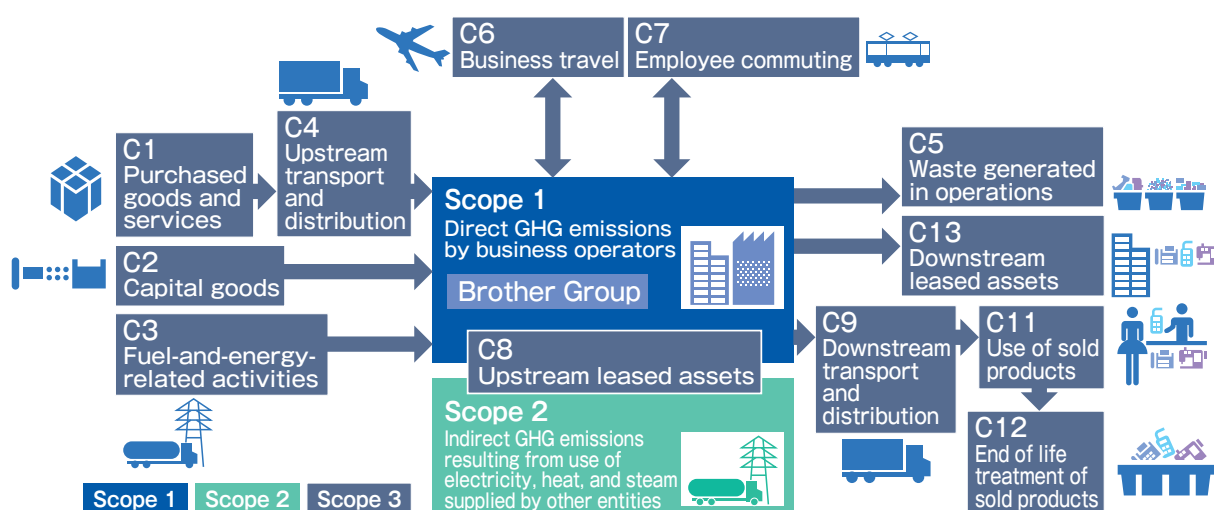 C6
Business travel
C7
Employee commuting
C1
Purchased
goods and
services
C4
Upstream
transport
and
distribution
C2
Capital goods
C3
Fuel-and-energy-
related activities
Scope 1
Direct GHG emissions
by business operators
Brother Group
C8
Upstream leased assets
Scope 2
Indirect GHG emissions
resulting from use of
electricity, heat, and steam
supplied by other entities
C5
Waste generated
in operations
C13
Downstream
leased assets
C9
Downstream
transport
and
distribution
C11
Use of sold
products
C12
End of life
treatment of
sold products
Scope 1
Scope 2
Scope 3